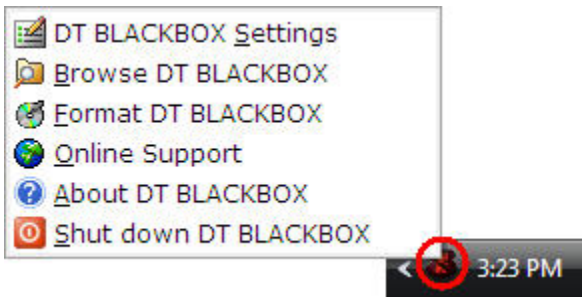 DT BLACKBOX Settings
Browse DT BLACKBOX
Format DT BLACKBOX
Online Support
About DT BLACKBOX
Shut down DT BLACKBOX
< 3:23 PM